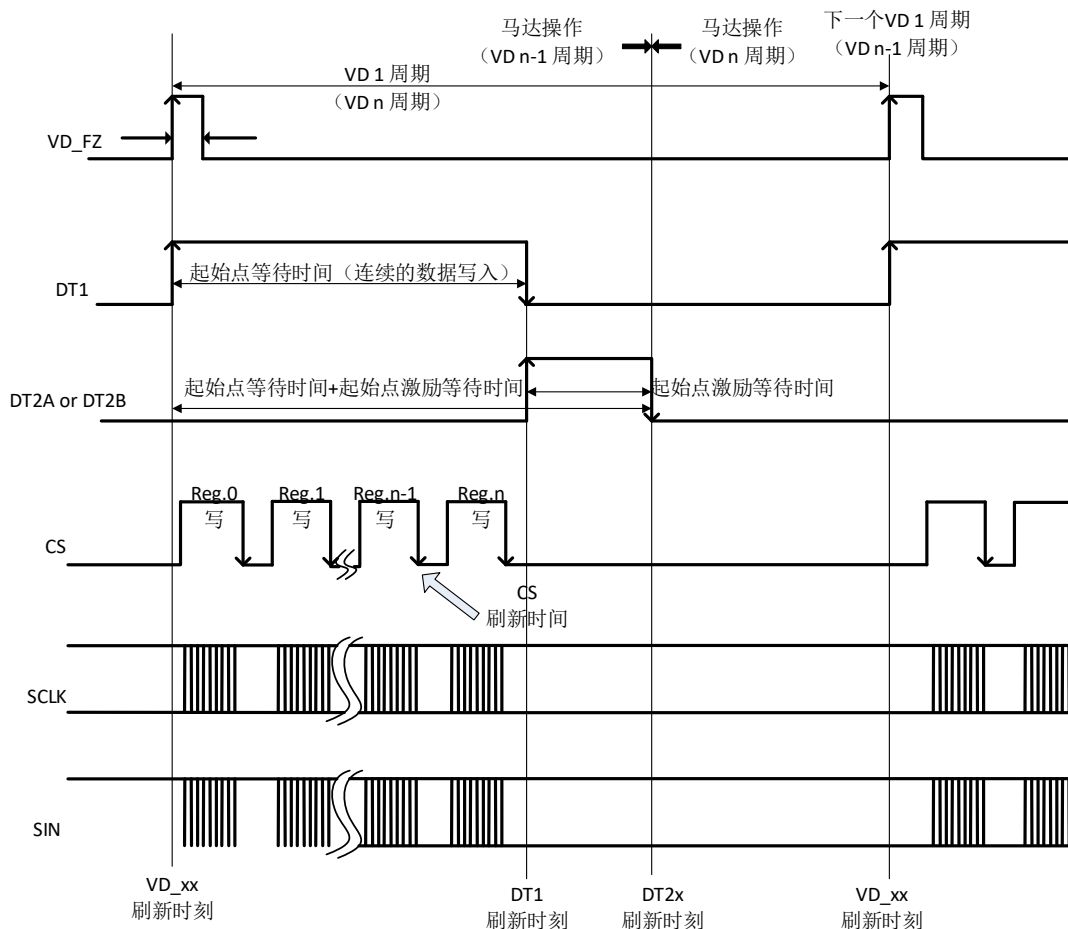 马达操作
（VD n-1 周期）
马达操作
（VD n 周期）
下一个VD 1 周期
（VD n-1 周期）
VD 1 周期
（VD n 周期）
VD_FZ
起始点等待时间（连续的数据写入）
DT1
起始点等待时间+起始点激励等待时间
起始点激励等待时间
DT2A or DT2B
Reg.0
写
Reg.1
写
Reg.n-1
写
Reg.n
写
CS
CS
刷新时间
SCLK
SIN
VD_xx
刷新时刻
DT1
刷新时刻
DT2x
刷新时刻
VD_xx
刷新时刻